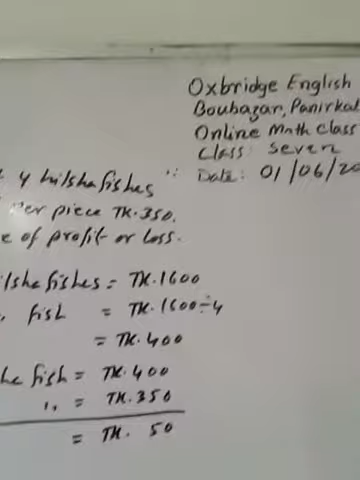 Oxbridge English
Boubazar, Panirkal
Online Math Class
Class: Seven
Date: 01/06/20
4 hilsha fishes
Per piece TK.350.
of profit or loss.
fishes = TK.1600
,, fish = TK.1600÷4
= TK.400
fish = TK.400
,, = TK.350
= TK. 50